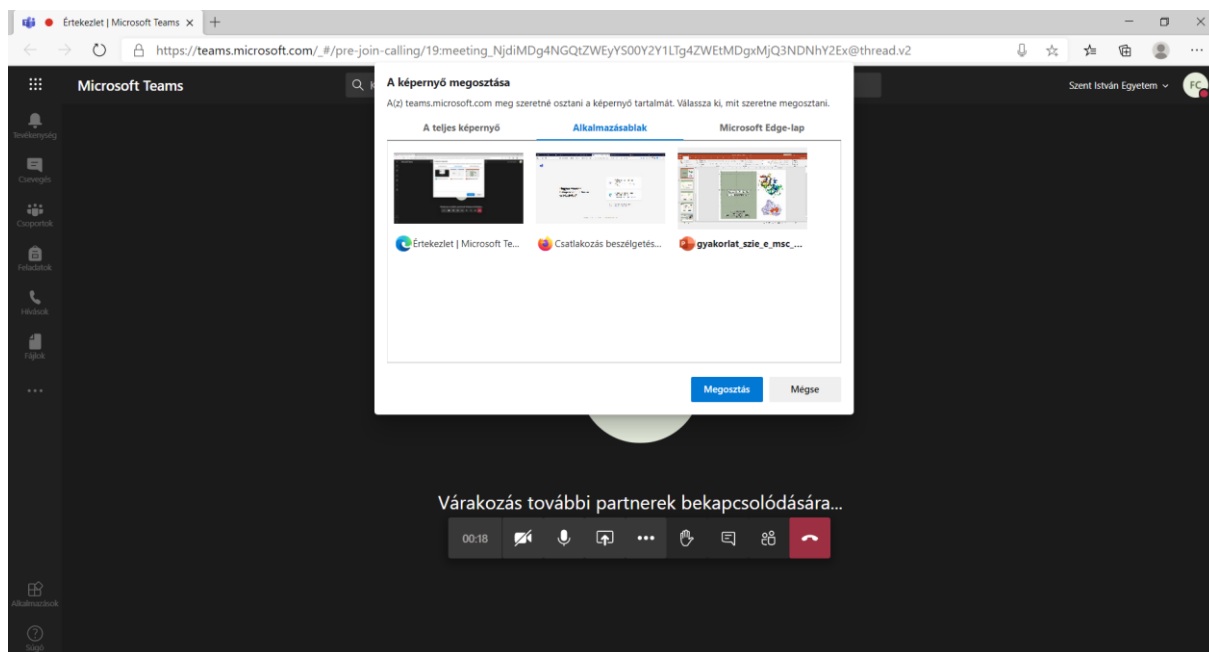 Értekezlet | Microsoft Teams
https://teams.microsoft.com/_#/pre-join-calling/19:meeting_NjdiMDg4NGQtZWEyYS00Y2Y1LTg4ZWEtMDgxMjQ3NDNhY2Ex@thread.v2
Microsoft Teams
Szent István Egyetem
FC
Tevékenység
Csevegés
Csoportok
Feladatok
Hívások
Fájlok
Alkalmazások
Súgó
A képernyő megosztása
A(z) teams.microsoft.com meg szeretné osztani a képernyő tartalmát. Válassza ki, mit szeretne megosztani.
A teljes képernyő Alkalmazásablak Microsoft Edge-lap
Értekezlet | Microsoft Te... Csatlakozás beszélgetés... gyakorlat_szie_e_msc_...
Megosztás Mégse
Várakozás további partnerek bekapcsolódására...
00:18